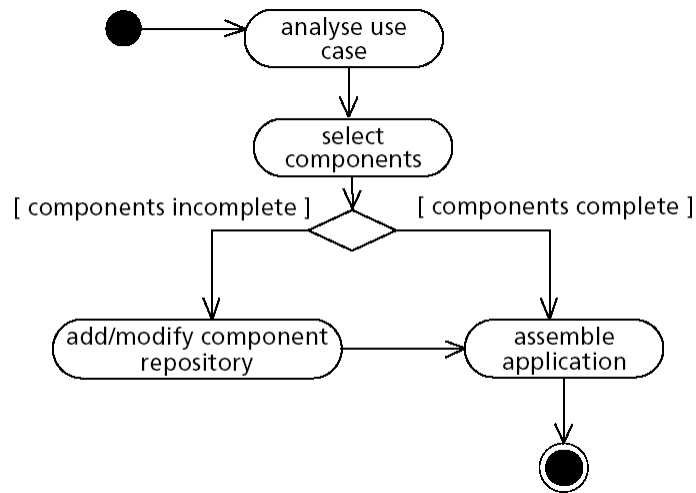 analyse use
case
select
components
[ components incomplete ]
[ components complete ]
add/modify component
repository
assemble
application